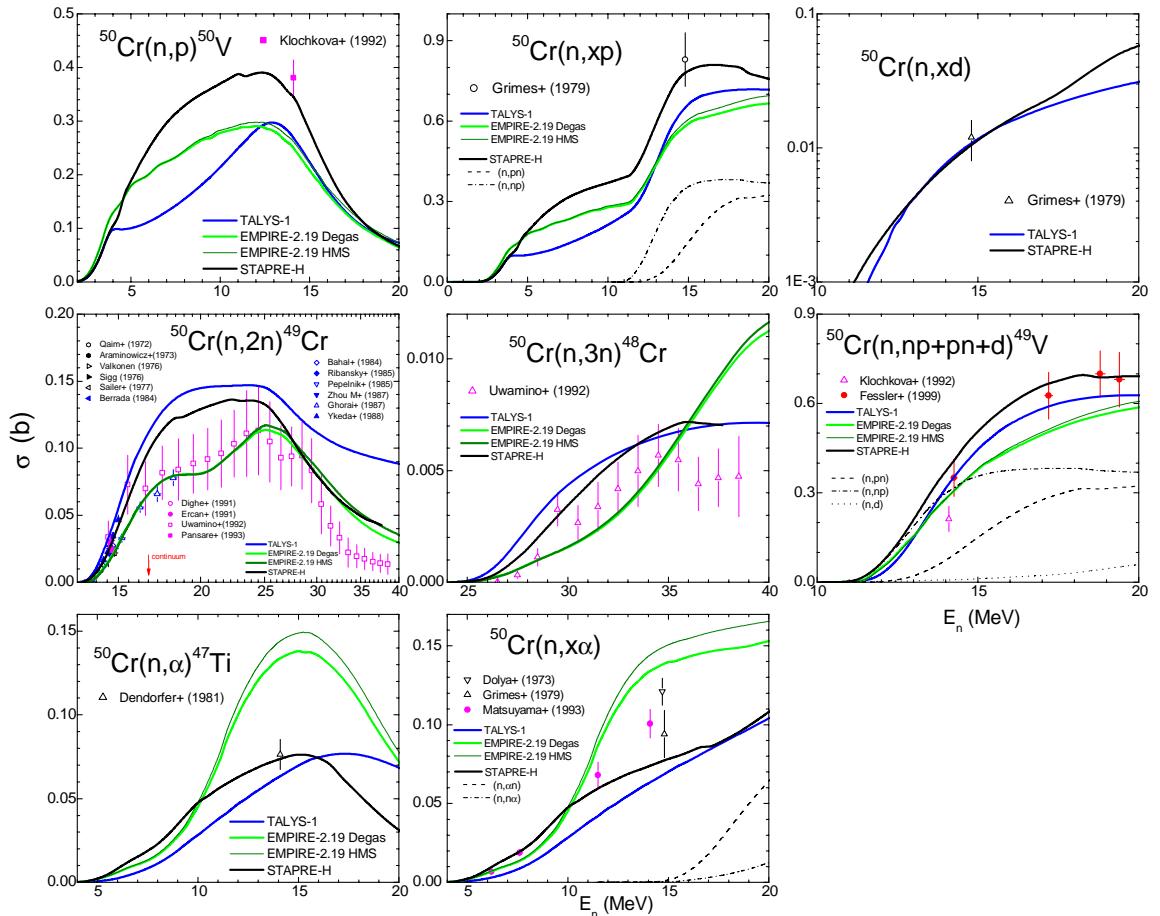 50Cr(n,p)50V
Klochkova+ (1992)
TALYS-1
EMPIRE-2.19 Degas
EMPIRE-2.19 HMS
STAPRE-H
0.5
0.4
0.3
0.2
0.1
0.0
5 10 15 20
50Cr(n,xp)
Grimes+ (1979)
TALYS-1
EMPIRE-2.19 Degas
EMPIRE-2.19 HMS
STAPRE-H
(n,pn)
(n,np)
0.9
0.6
0.3
0.0
0 5 10 15 20
50Cr(n,xd)
Grimes+ (1979)
TALYS-1
STAPRE-H
0.1
0.01
1E-3
10 15 20
50Cr(n,2n)49Cr
Qaim+ (1972)
Araminowicz+(1973)
Valkonen (1976)
Sigg (1976)
Sailer+ (1977)
Berrada (1984)
Bahal+ (1984)
Ribansky+ (1985)
Pepelnik+ (1985)
Zhou M+ (1987)
Ghorai+ (1987)
Ykeda+ (1988)
Dighe+ (1991)
Ercan+ (1991)
Uwamino+(1992)
Pansare+ (1993)
continuum
TALYS-1
EMPIRE-2.19 Degas
EMPIRE-2.19 HMS
STAPRE-H
σ (b)
0.20
0.15
0.10
0.05
0.00
15 20 25 30 40
50Cr(n,3n)48Cr
Uwamino+ (1992)
TALYS-1
EMPIRE-2.19 Degas
EMPIRE-2.19 HMS
STAPRE-H
0.010
0.005
0.000
25 30 35 40
50Cr(n,np+pn+d)49V
Klochkova+ (1992)
Fessler+ (1999)
TALYS-1
EMPIRE-2.19 Degas
EMPIRE-2.19 HMS
STAPRE-H
(n,pn)
(n,np)
(n,d)
0.9
0.6
0.3
0.0
10 15 20
En (MeV)
50Cr(n,α)47Ti
Dendorfer+ (1981)
TALYS-1
EMPIRE-2.19 Degas
EMPIRE-2.19 HMS
STAPRE-H
0.15
0.10
0.05
0.00
5 10 15 20
50Cr(n,xα)
Dolya+ (1973)
Grimes+ (1979)
Matsuyama+ (1993)
TALYS-1
EMPIRE-2.19 Degas
EMPIRE-2.19 HMS
STAPRE-H
(n,αn)
(n,nα)
0.15
0.10
0.05
0.00
5 10 15 20
En (MeV)